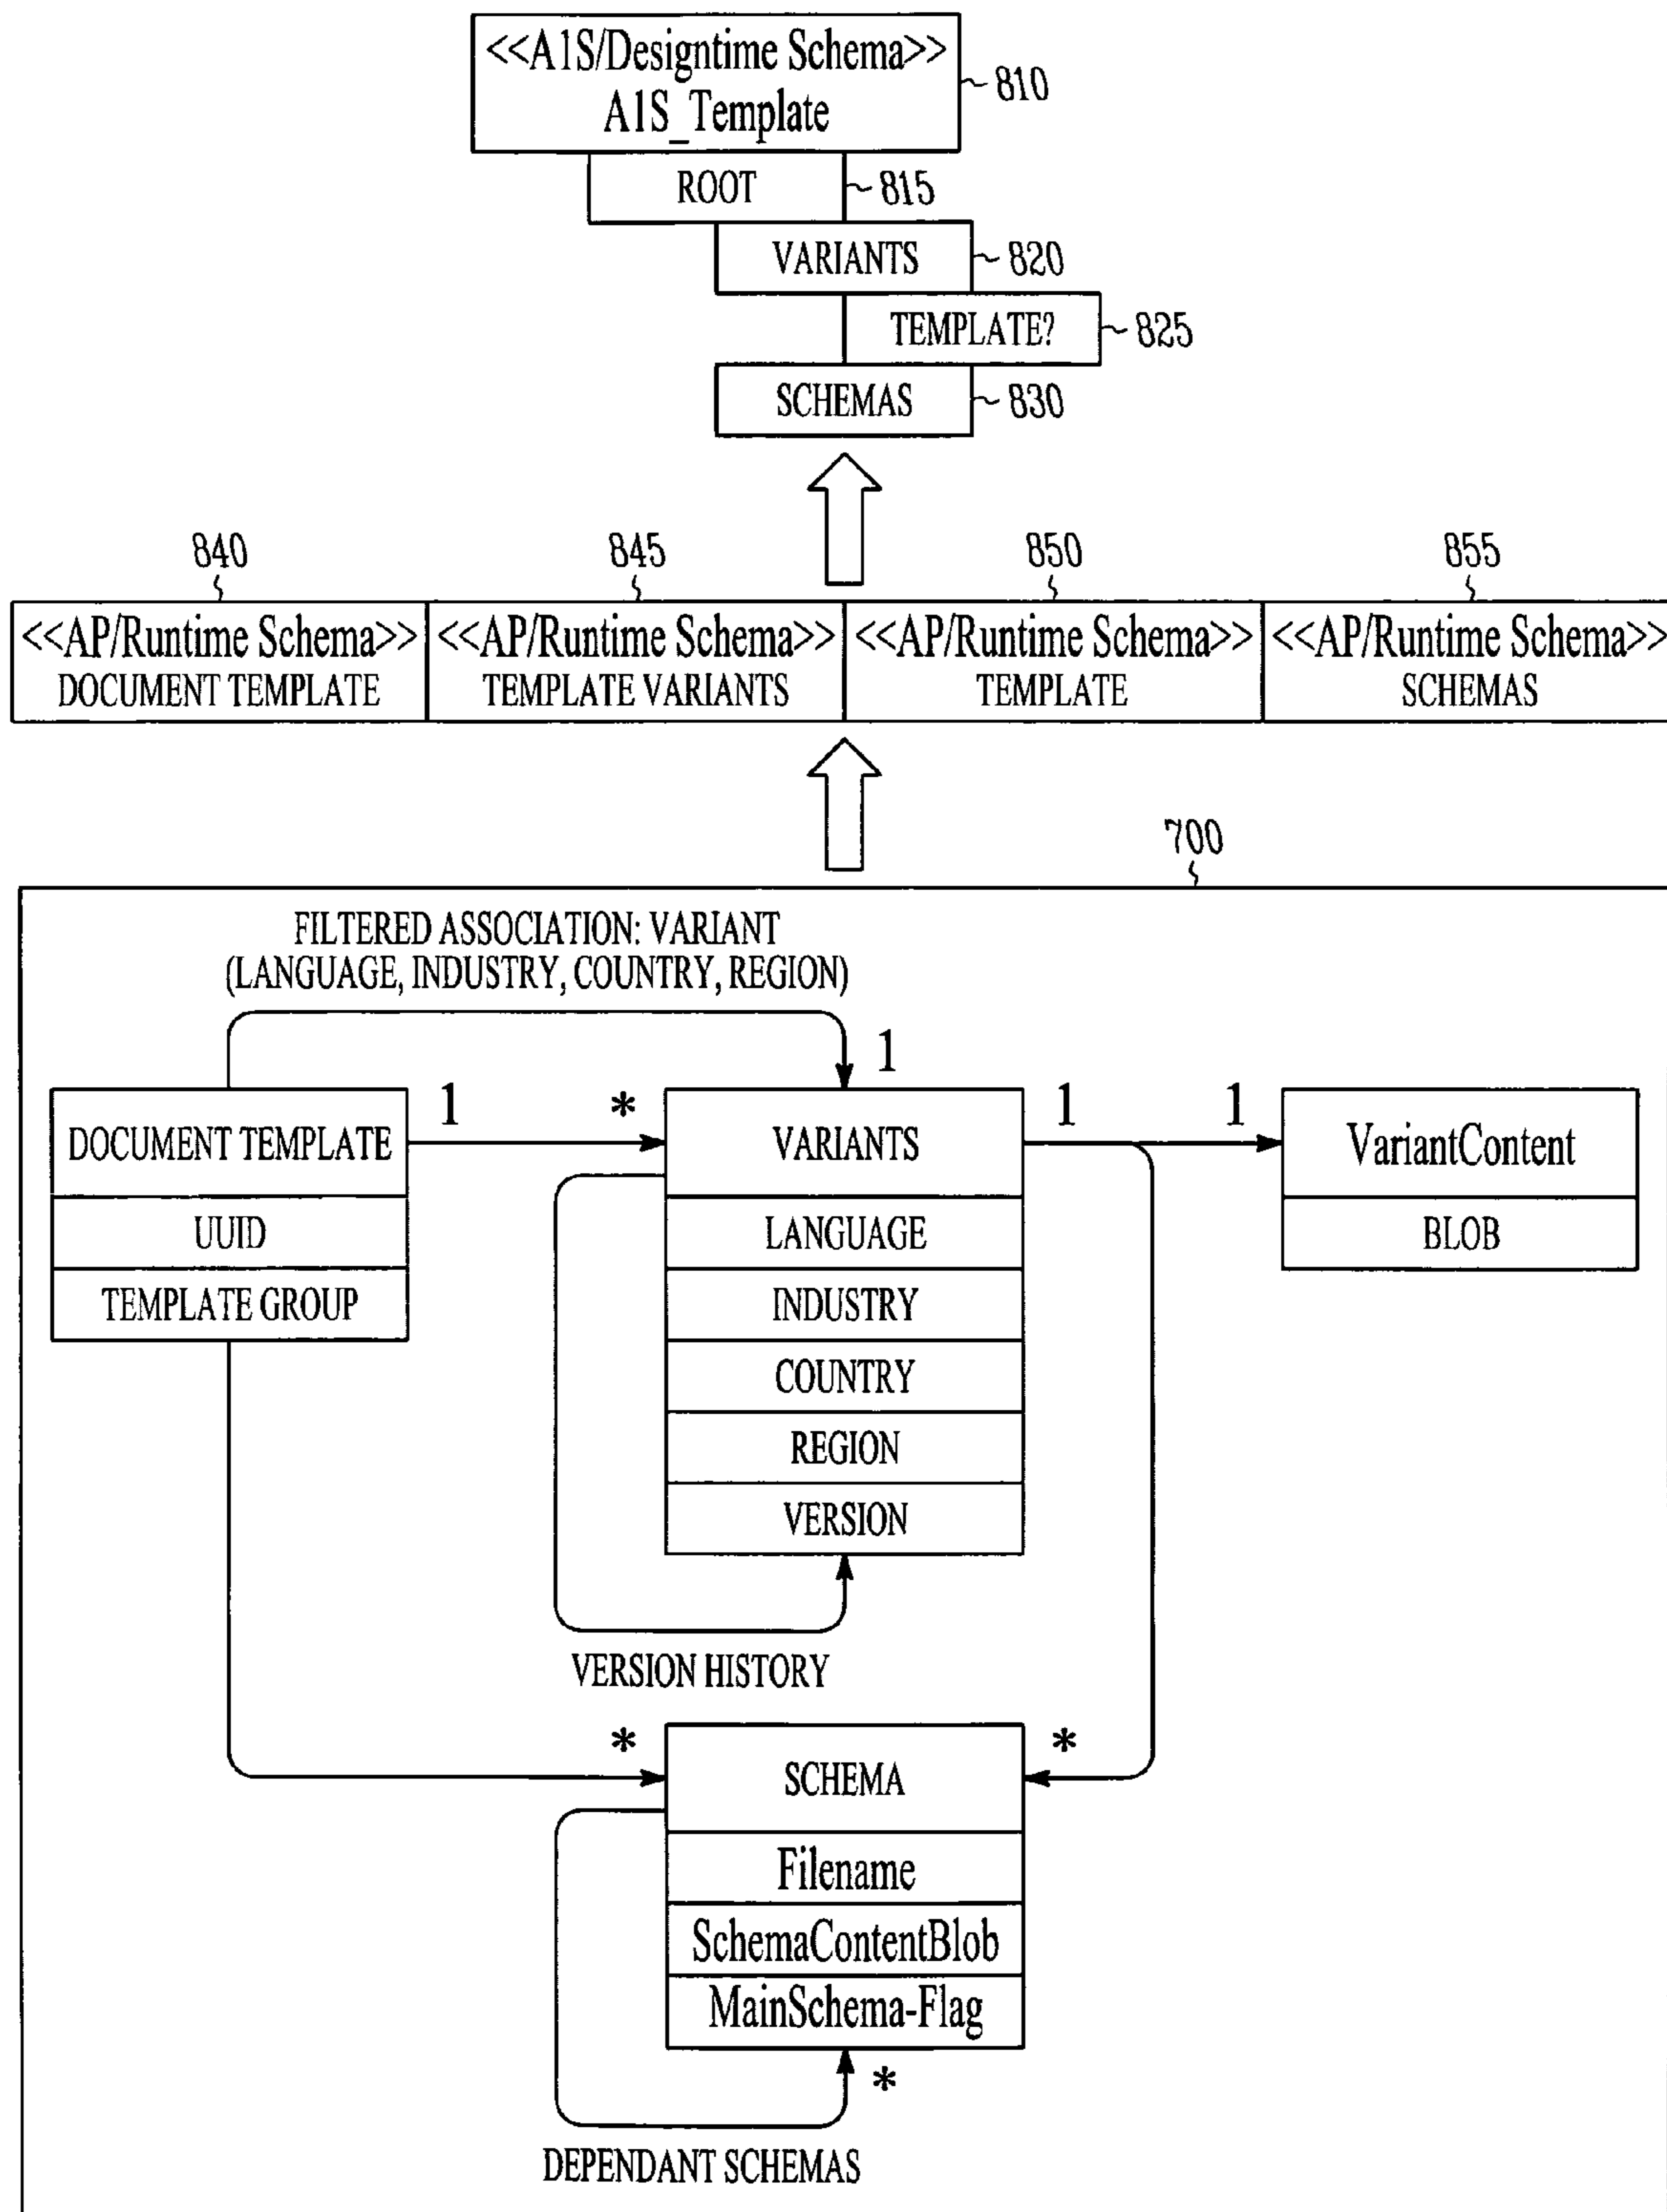 <<A1S/Designtime Schema>>
A1S_Template
810
ROOT
815
VARIANTS
820
TEMPLATE?
825
SCHEMAS
830
840
845
850
855
<<AP/Runtime Schema>>
DOCUMENT TEMPLATE
<<AP/Runtime Schema>>
TEMPLATE VARIANTS
<<AP/Runtime Schema>>
TEMPLATE
<<AP/Runtime Schema>>
SCHEMAS
700
FILTERED ASSOCIATION: VARIANT
(LANGUAGE, INDUSTRY, COUNTRY, REGION)
1
DOCUMENT TEMPLATE
UUID
TEMPLATE GROUP
1
*
VARIANTS
LANGUAGE
INDUSTRY
COUNTRY
REGION
VERSION
1
1
VariantContent
BLOB
VERSION HISTORY
*
*
SCHEMA
Filename
SchemaContentBlob
MainSchema-Flag
*
DEPENDANT SCHEMAS